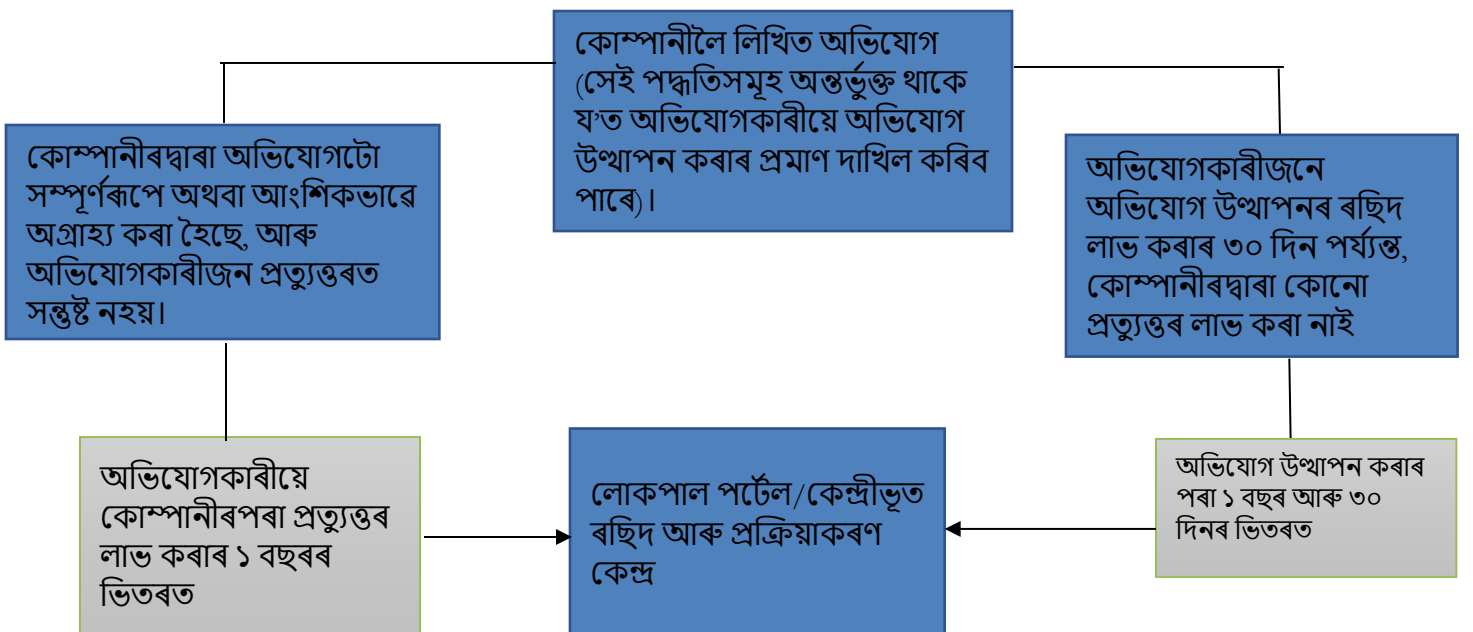 কোম্পানীলৈ লিখিত অভিযোগ
(সেই পদ্ধতিসমূহ অন্তৰ্ভুক্ত থাকে
য’ত অভিযোগকাৰীয়ে অভিযোগ
উত্থাপন কৰাৰ প্ৰমাণ দাখিল কৰিব
পাৰে)।
কোম্পানীৰদ্বাৰা অভিযোগটো
সম্পূৰ্ণৰূপে অথবা আংশিকভাৱে
অগ্ৰাহ্য কৰা হৈছে, আৰু
অভিযোগকাৰীজন প্ৰত্যুত্তৰত
সন্তুষ্ট নহয়।
অভিযোগকাৰীজনে
অভিযোগ উত্থাপনৰ ৰছিদ
লাভ কৰাৰ ৩০ দিন পৰ্য্যন্ত,
কোম্পানীৰদ্বাৰা কোনো
প্ৰত্যুত্তৰ লাভ কৰা নাই
অভিযোগকাৰীয়ে
কোম্পানীৰপৰা প্ৰত্যুত্তৰ
লাভ কৰাৰ ১ বছৰৰ
ভিতৰত
লোকপাল পৰ্টেল/কেন্দ্ৰীভূত
ৰছিদ আৰু প্ৰক্ৰিয়াকৰণ
কেন্দ্ৰ
অভিযোগ উত্থাপন কৰাৰ
পৰা ১ বছৰ আৰু ৩০
দিনৰ ভিতৰত